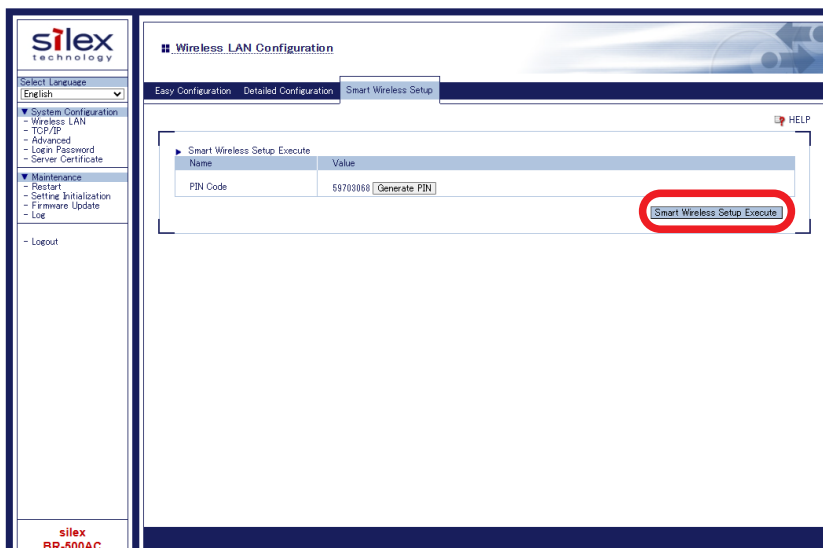 silex
technology
Select Language
English
▼ System Configuration
- Wireless LAN
- TCP/IP
- Advanced
- Login Password
- Server Certificate
▼ Maintenance
- Restart
- Setting Initialization
- Firmware Update
- Log
- Logout
silex
BR-500AC
Wireless LAN Configuration
Easy Configuration Detailed Configuration Smart Wireless Setup
HELP
Smart Wireless Setup Execute
Name Value
PIN Code 59703068 Generate PIN
Smart Wireless Setup Execute